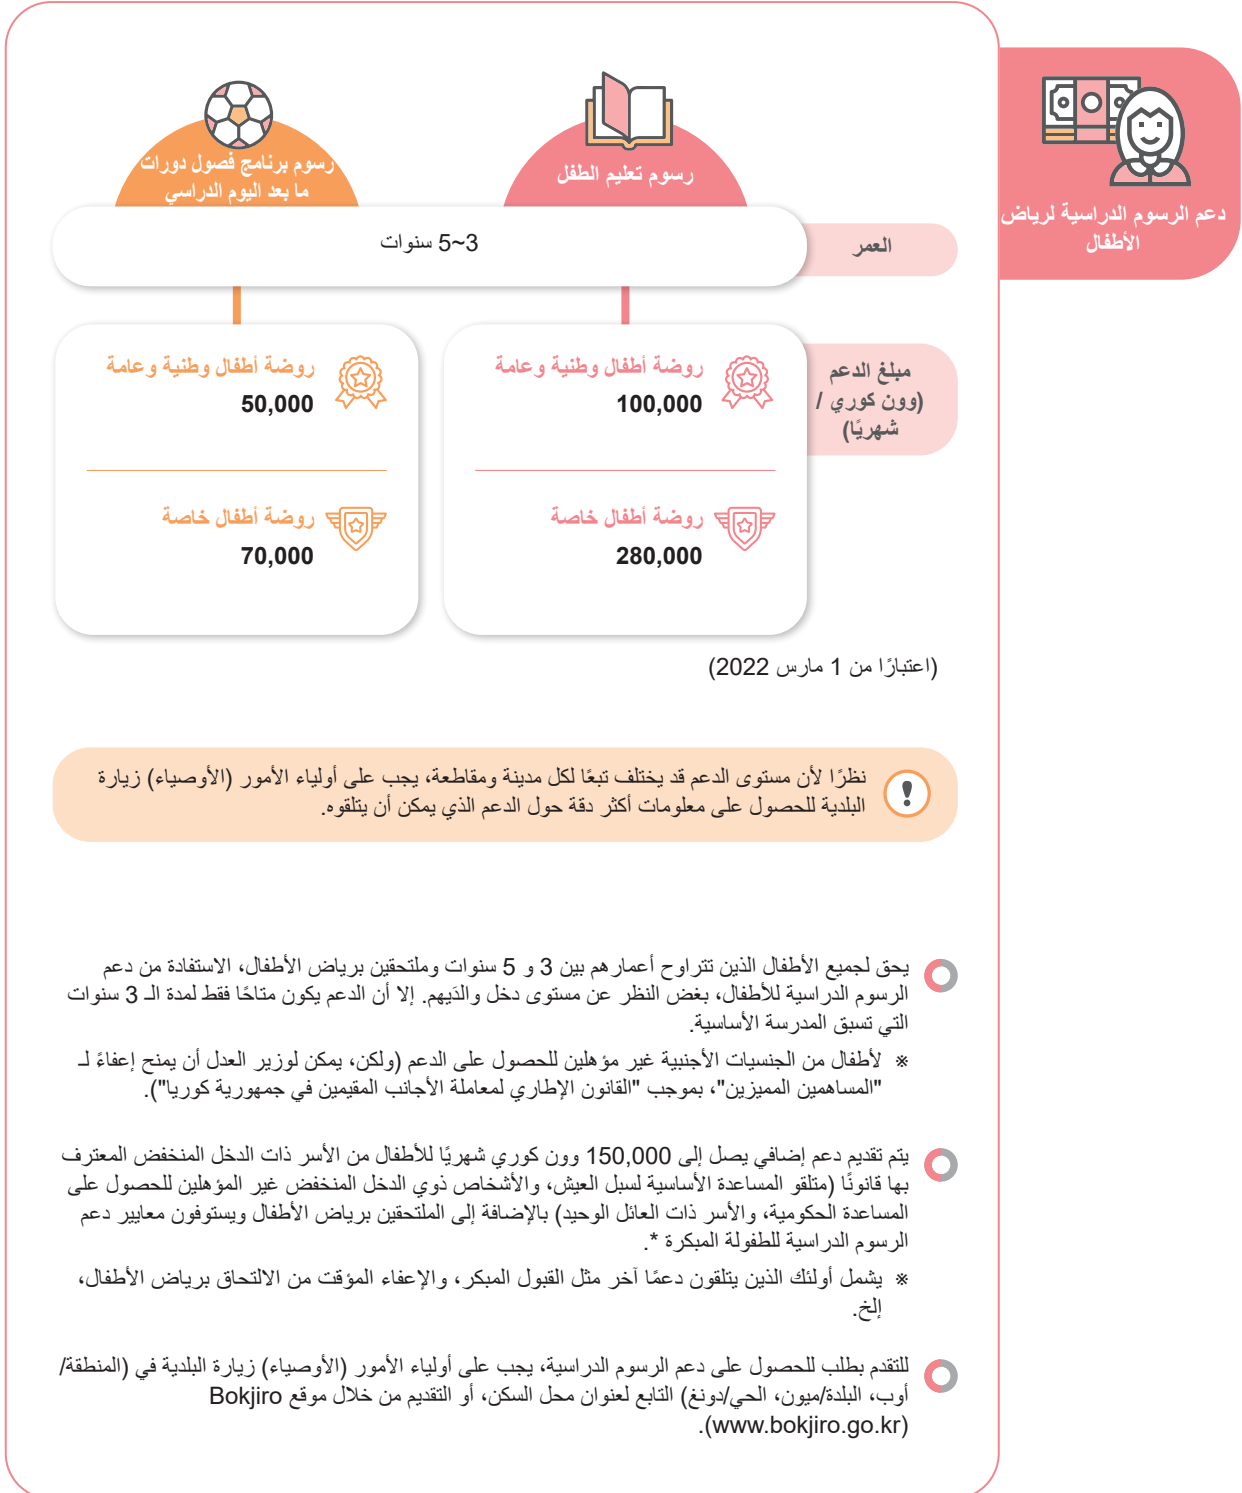 دعم الرسوم الدراسية لرياض
الأطفال
رسوم تعليم الطفل
رسوم برنامج فصول دورات
ما بعد اليوم الدراسي
العمر
3~5 سنوات
مبلغ الدعم
(وون كوري /
شهريًا)
روضة أطفال وطنية وعامة
100,000
روضة أطفال خاصة
280,000
روضة أطفال وطنية وعامة
50,000
روضة أطفال خاصة
70,000
(اعتبارًا من 1 مارس 2022)
نظرًا لأن مستوى الدعم قد يختلف تبعًا لكل مدينة ومقاطعة، يجب على أولياء الأمور (الأوصياء) زيارة
البلدية للحصول على معلومات أكثر دقة حول الدعم الذي يمكن أن يتلقوه.
يحق لجميع الأطفال الذين تتراوح أعمارهم بين 3 و 5 سنوات وملتحقين برياض الأطفال، الاستفادة من دعم
الرسوم الدراسية للأطفال، بغض النظر عن مستوى دخل والدَيهم. إلا أن الدعم يكون متاحًا فقط لمدة الـ 3 سنوات
التي تسبق المدرسة الأساسية.
※ لأطفال من الجنسيات الأجنبية غير مؤهلين للحصول على الدعم (ولكن، يمكن لوزير العدل أن يمنح إعفاءً لـ
"المساهمين المميزين"، بموجب "القانون الإطاري لمعاملة الأجانب المقيمين في جمهورية كوريا").
يتم تقديم دعم إضافي يصل إلى 150,000 وون كوري شهريًا للأطفال من الأسر ذات الدخل المنخفض المعترف
بها قانونًا (متلقو المساعدة الأساسية لسبل العيش، والأشخاص ذوي الدخل المنخفض غير المؤهلين للحصول على
المساعدة الحكومية، والأسر ذات العائل الوحيد) بالإضافة إلى الملتحقين برياض الأطفال ويستوفون معايير دعم
الرسوم الدراسية للطفولة المبكرة *.
※ يشمل أولئك الذين يتلقون دعمًا آخر مثل القبول المبكر، والإعفاء المؤقت من الالتحاق برياض الأطفال،
إلخ.
للتقدم بطلب للحصول على دعم الرسوم الدراسية، يجب على أولياء الأمور (الأوصياء) زيارة البلدية في (المنطقة/
أوب، البلدة/ميون، الحي/دونغ) التابع لعنوان محل السكن، أو التقديم من خلال موقع Bokjiro
(www.bokjiro.go.kr).